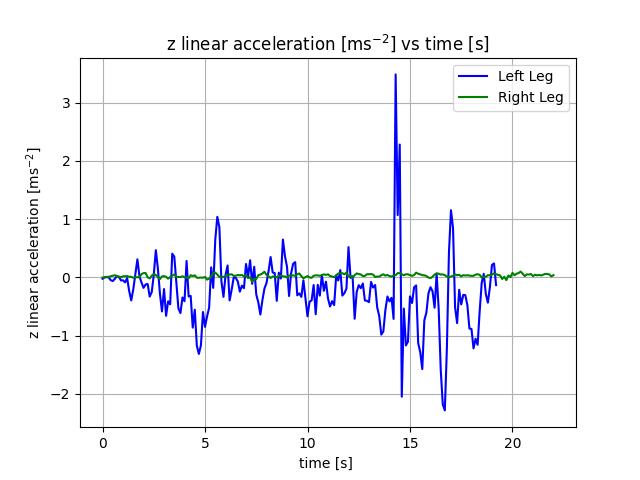 z linear acceleration [ms⁻²] vs time [s]
Left Leg
Right Leg
z linear acceleration [ms⁻²]
3
2
1
0
−1
−2
0 5 10 15 20
time [s]